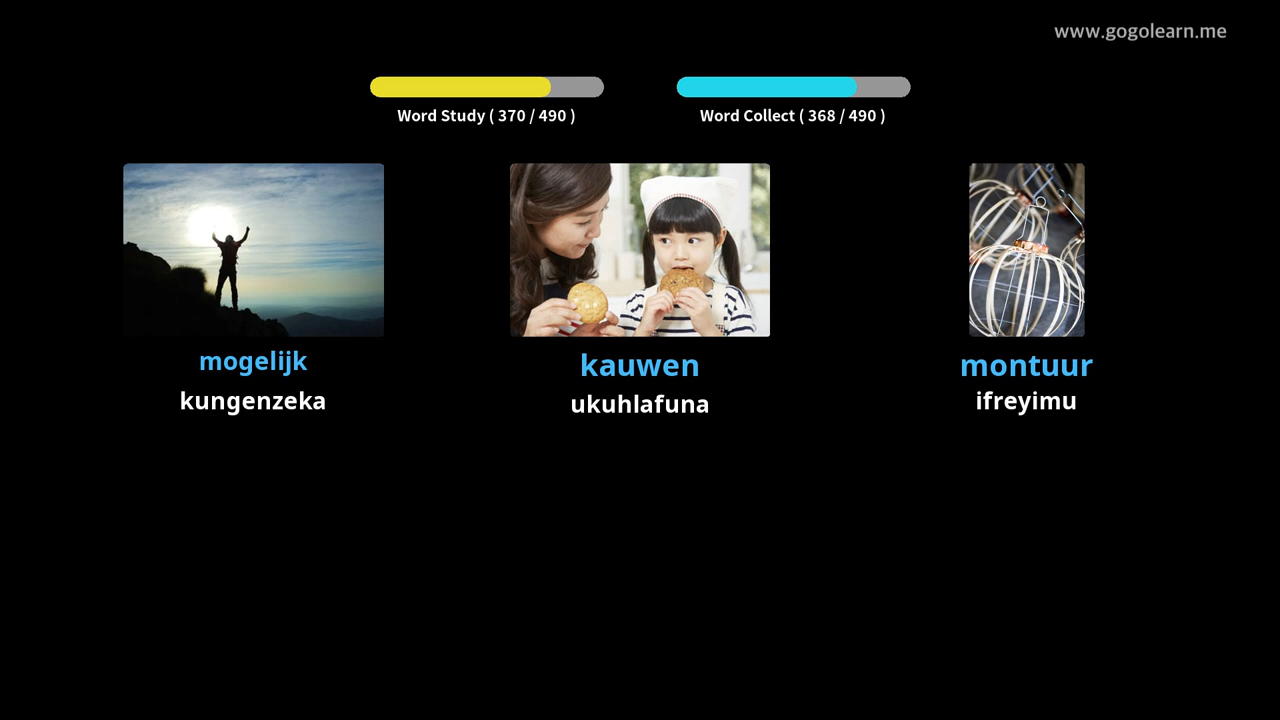 www.gogolearn.me
Word Study ( 370 / 490 )
Word Collect ( 368 / 490 )
mogelijk
kungenzeka
kauwen
ukuhlafuna
montuur
ifreyimu